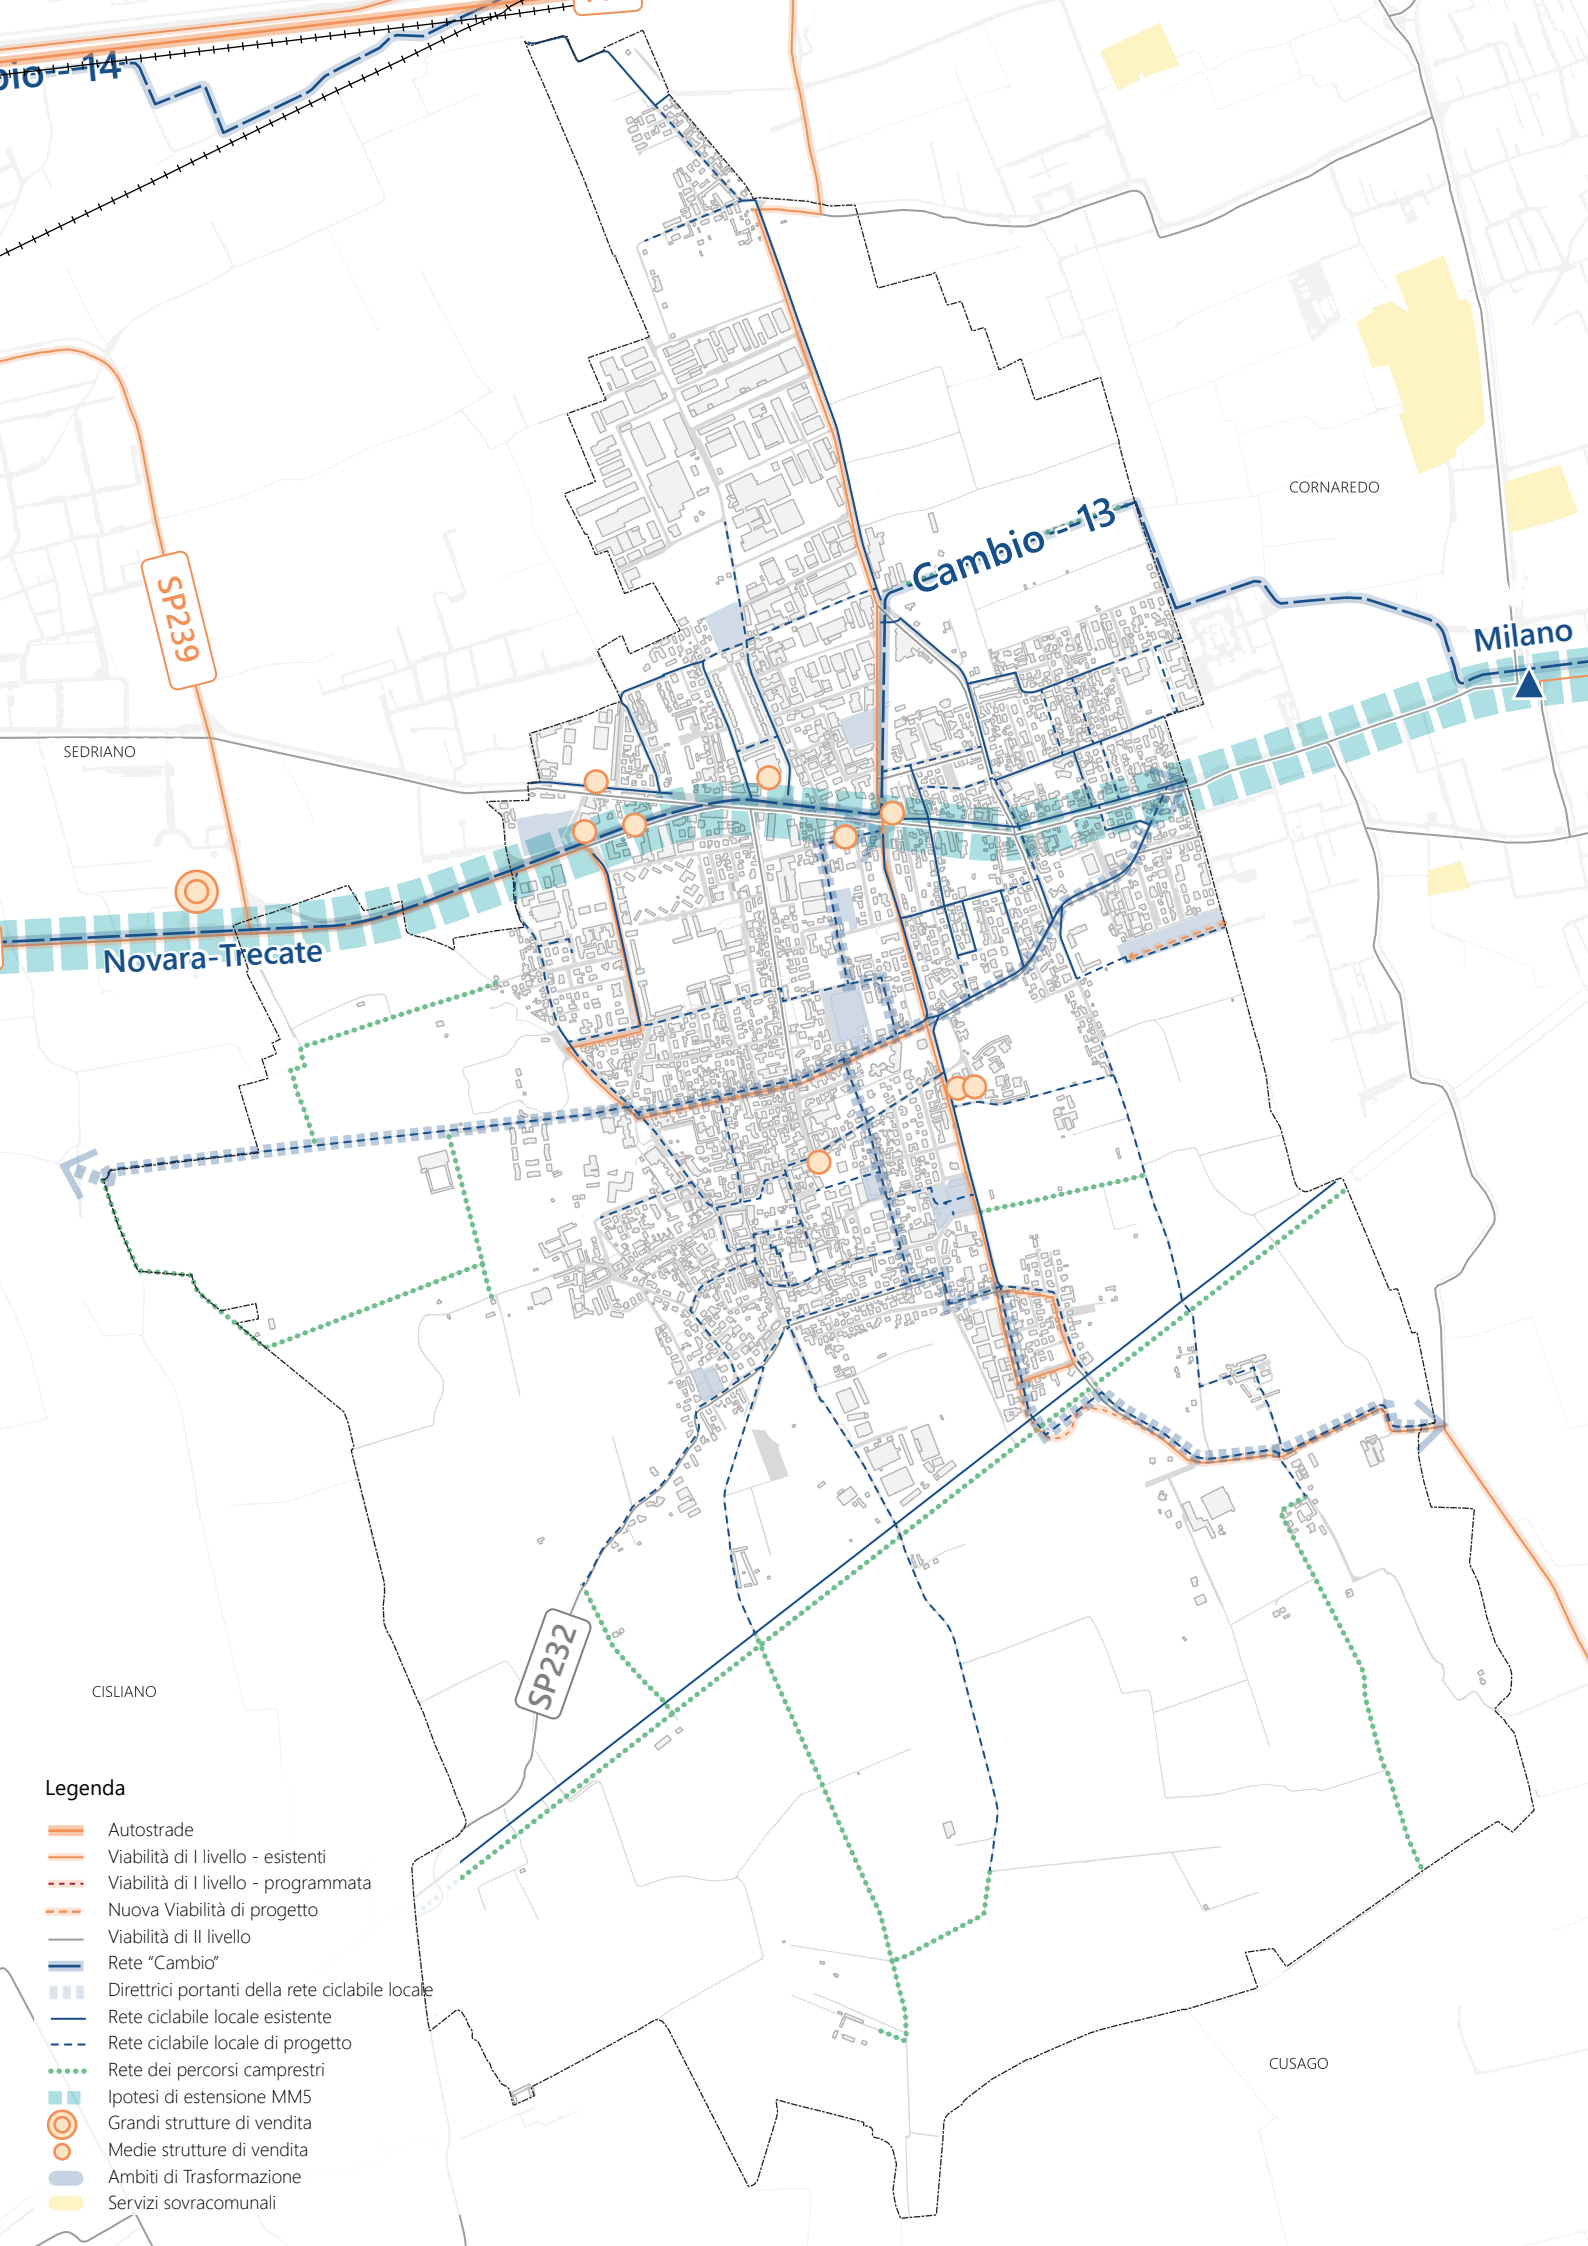 bio--14
SP239
CORNAREDO
Cambio--13
Milano
SEDRIANO
Novara-Trecate
SP232
CISLIANO
CUSAGO
Legenda
Autostrade
Viabilità di I livello - esistenti
Viabilità di I livello - programmata
Nuova Viabilità di progetto
Viabilità di II livello
Rete “Cambio”
Direttrici portanti della rete ciclabile locale
Rete ciclabile locale esistente
Rete ciclabile locale di progetto
Rete dei percorsi camprestri
Ipotesi di estensione MM5
Grandi strutture di vendita
Medie strutture di vendita
Ambiti di Trasformazione
Servizi sovracomunali